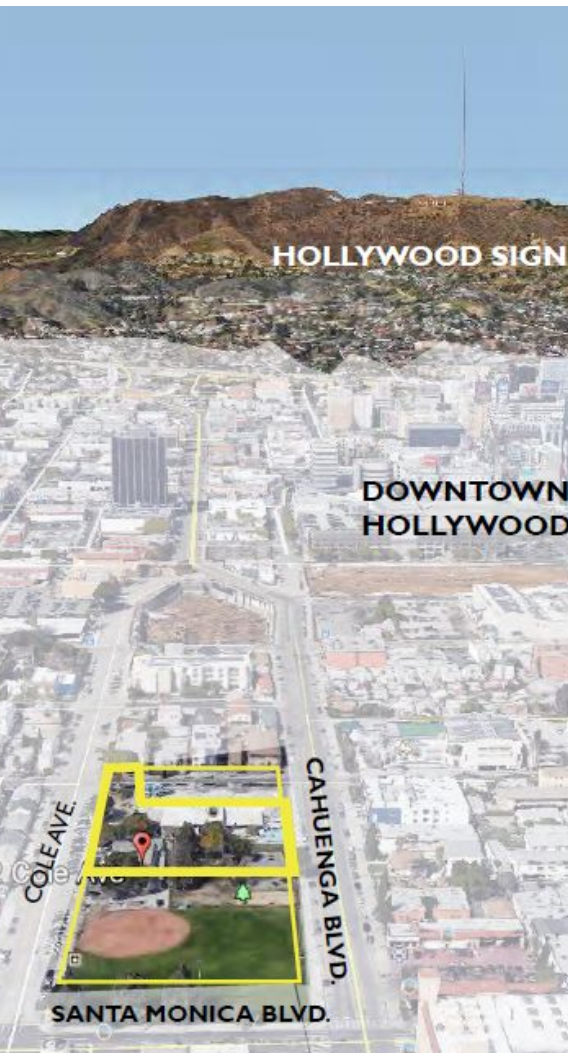 HOLLYWOOD SIGN
DOWNTOWN
HOLLYWOOD
COLE AVE.
CAHUENGA BLVD.
Cole Ave
SANTA MONICA BLVD.